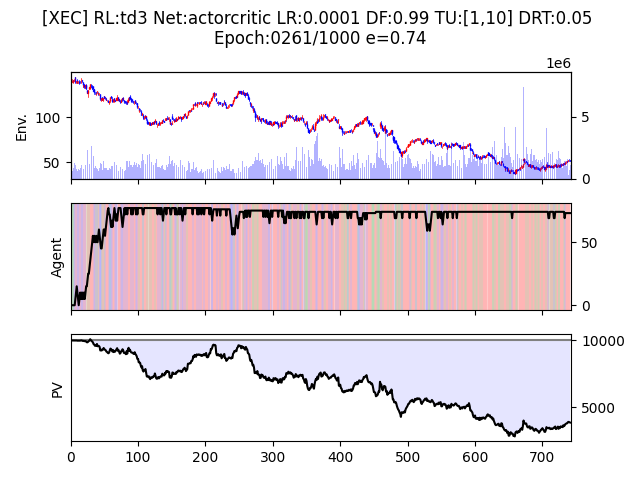 [XEC] RL:td3 Net:actorcritic LR:0.0001 DF:0.99 TU:[1,10] DRT:0.05
Epoch:0261/1000 e=0.74
1e6
Env.
100
50
5
0
Agent
50
0
PV
10000
5000
0 100 200 300 400 500 600 700